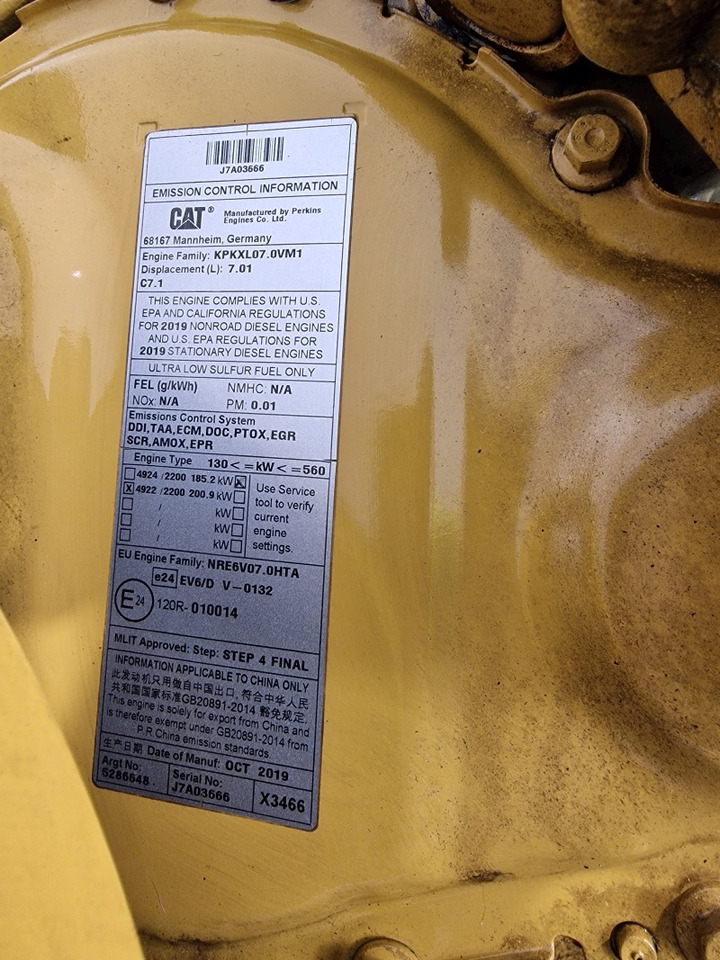 J7A03666
EMISSION CONTROL INFORMATION
CAT® Manufactured by Perkins
Engines Co. Ltd.
68167 Mannheim, Germany
Engine Family: KPKXL07.0VM1
Displacement (L): 7.01
C7.1
THIS ENGINE COMPLIES WITH U.S.
EPA AND CALIFORNIA REGULATIONS
FOR 2019 NONROAD DIESEL ENGINES
AND U.S. EPA REGULATIONS FOR
2019 STATIONARY DIESEL ENGINES
ULTRA LOW SULFUR FUEL ONLY
FEL (g/kWh) NMHC: N/A
NOx: N/A PM: 0.01
Emissions Control System
DDI,TAA,ECM,DOC,PTOX,EGR
SCR,AMOX,EPR
Engine Type 130 < =kW < =560
4924 /2200 185.2 kW
X 4922 /2200 200.9 kW
/ kW
/ kW
/ kW
Use Service
tool to verify
current
engine
settings.
EU Engine Family: NRE6V07.0HTA
e24 EV6/D V-0132
E24 120R- 010014
MLIT Approved: Step: STEP 4 FINAL
INFORMATION APPLICABLE TO CHINA ONLY
此发动机只用做自中国出口, 符合中华人民
共和国国家标准GB20891-2014 豁免规定.
This engine is solely for export from China and
is therefore exempt under GB20891-2014 from
P R China emission standards
生产日期 Date of Manuf: OCT 2019
Argt No:
5286648
Serial No:
J7A03666
X3466